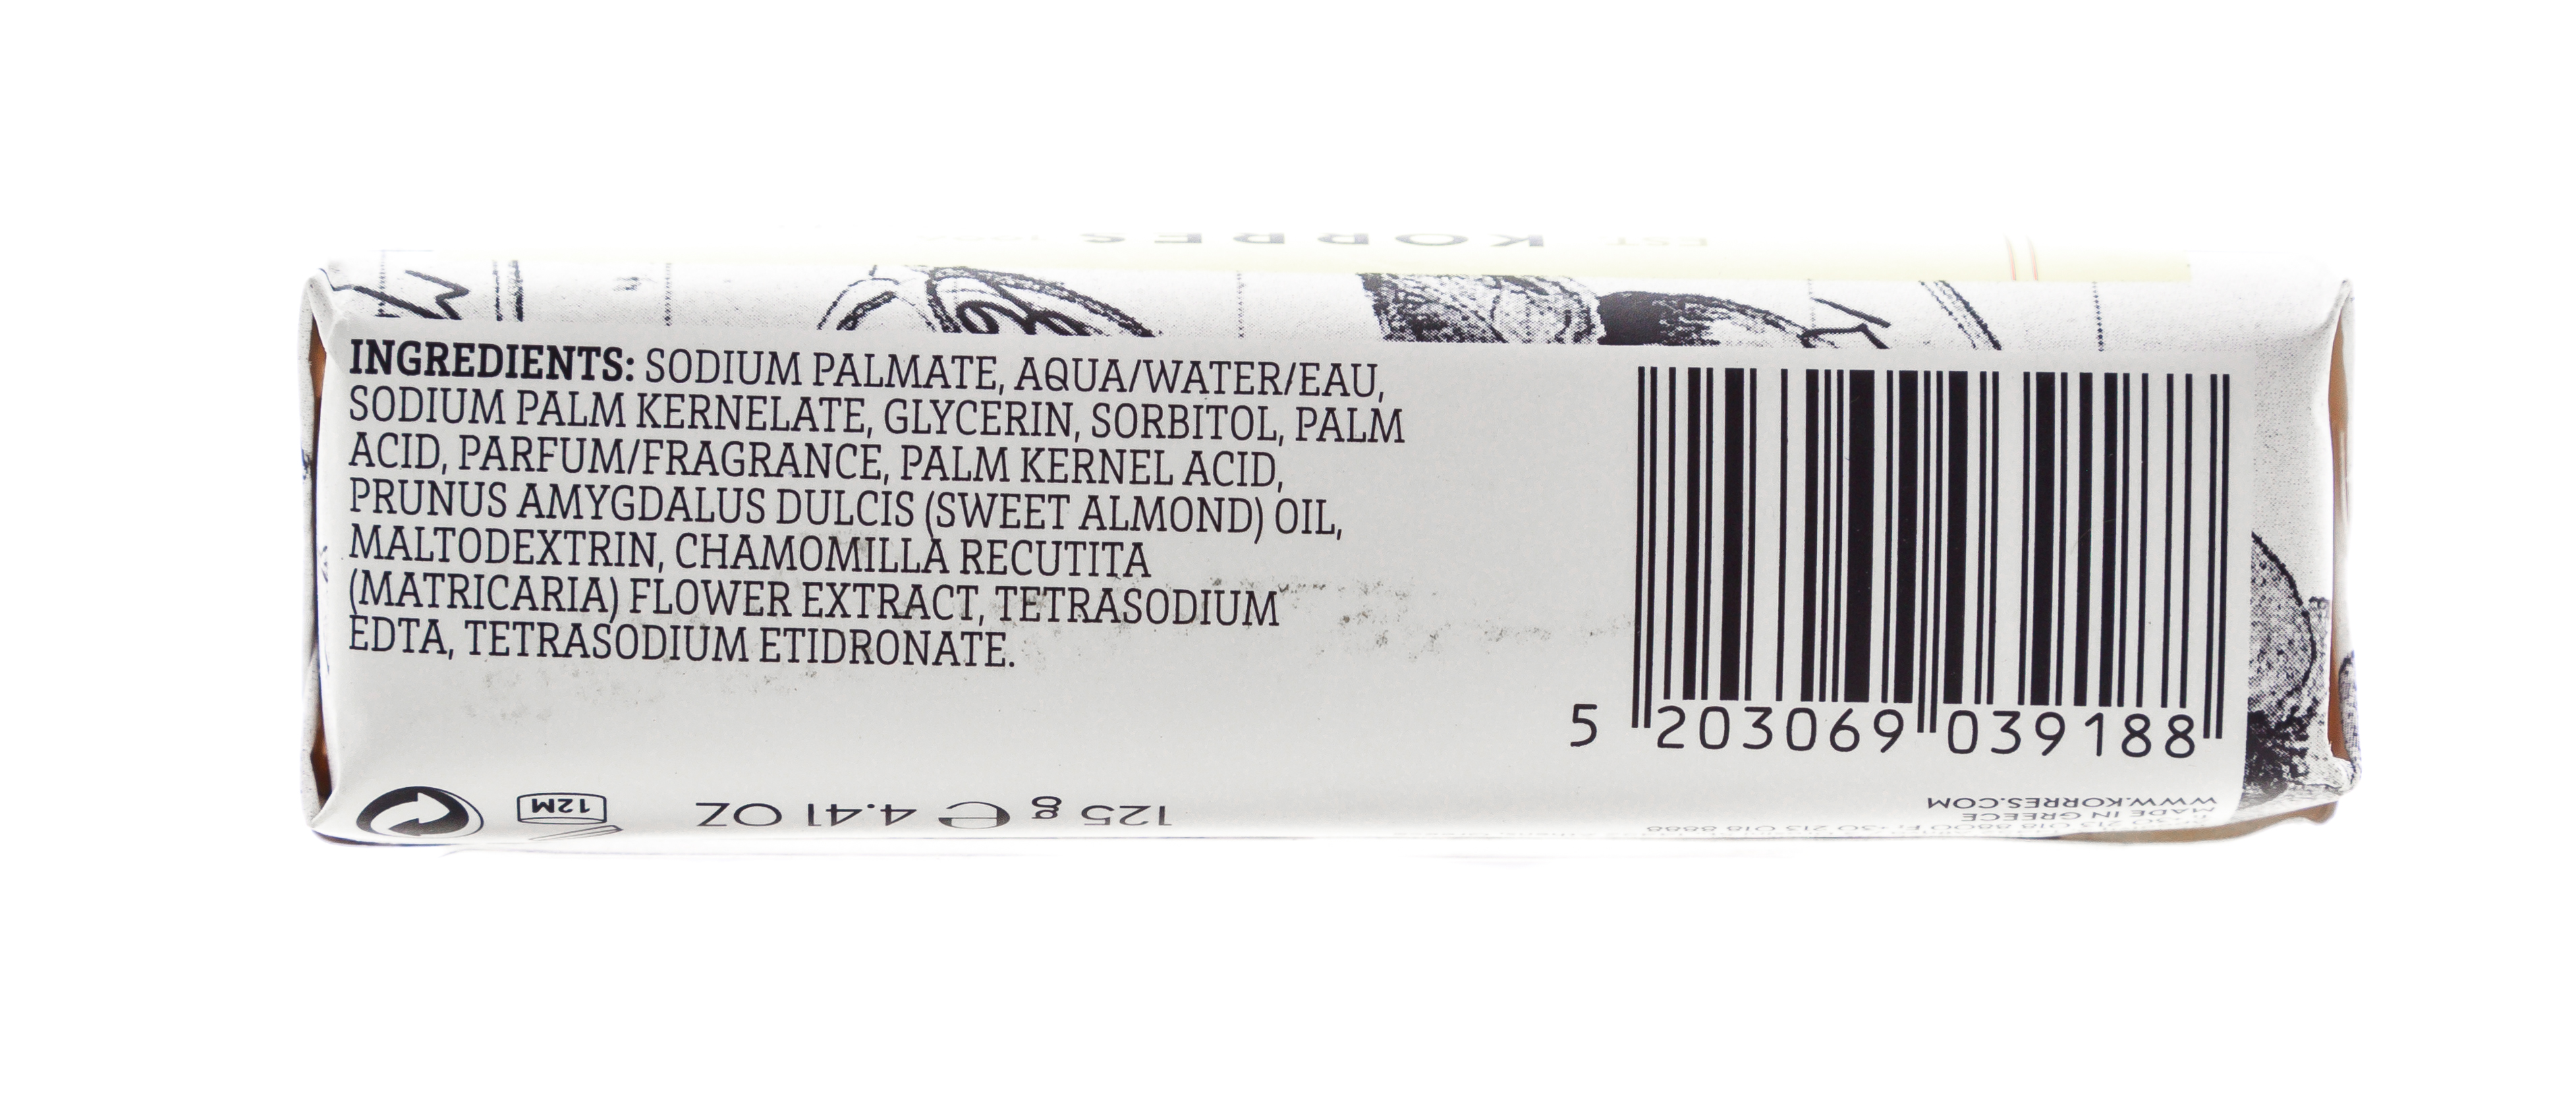 KORRES
INGREDIENTS: SODIUM PALMATE, AQUA/WATER/EAU,
SODIUM PALM KERNELATE, GLYCERIN, SORBITOL, PALM
ACID, PARFUM/FRAGRANCE, PALM KERNEL ACID,
PRUNUS AMYGDALUS DULCIS (SWEET ALMOND) OIL,
MALTODEXTRIN, CHAMOMILLA RECUTITA
(MATRICARIA) FLOWER EXTRACT, TETRASODIUM
EDTA, TETRASODIUM ETIDRONATE.
5 203069 039188
12M
125 g ℮ 4.41 OZ
MADE IN GREECE
WWW.KORRES.COM